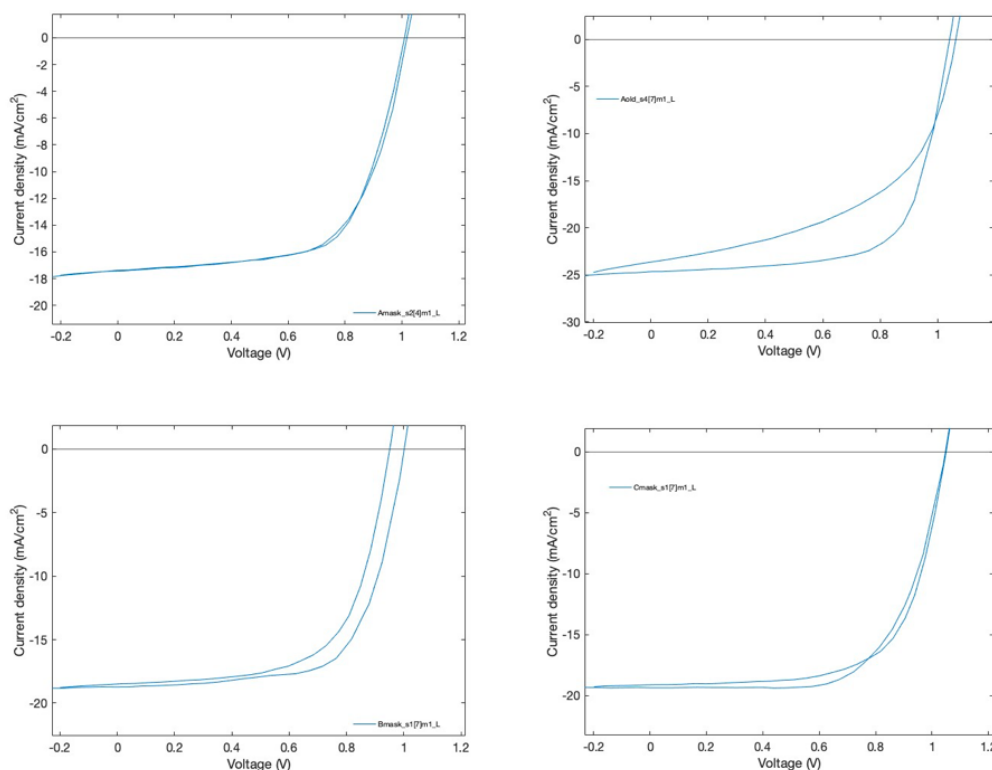 0
-2
-4
-6
-8
-10
-12
-14
-16
-18
-20
Current density (mA/cm²)
Amask_s2[4]m1_L
-0.2 0 0.2 0.4 0.6 0.8 1 1.2
Voltage (V)
0
-5
-10
-15
-20
-25
-30
Current density (mA/cm²)
Aold_s4[7]m1_L
-0.2 0 0.2 0.4 0.6 0.8 1
Voltage (V)
0
-5
-10
-15
-20
Current density (mA/cm²)
Bmask_s1[7]m1_L
-0.2 0 0.2 0.4 0.6 0.8 1 1.2
Voltage (V)
0
-5
-10
-15
-20
Current density (mA/cm²)
Cmask_s1[7]m1_L
-0.2 0 0.2 0.4 0.6 0.8 1 1.2
Voltage (V)